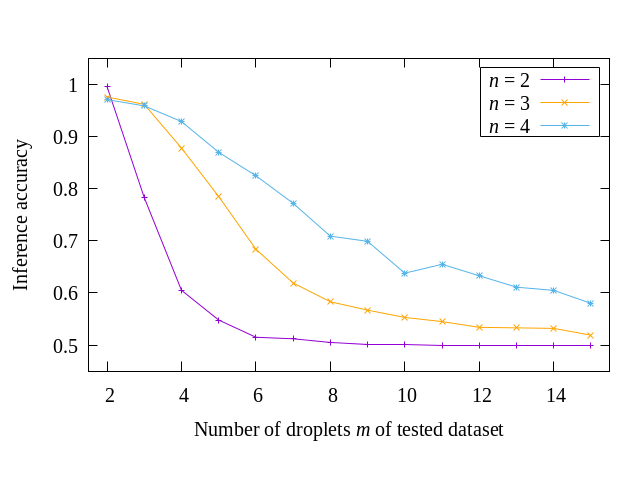 n = 2
n = 3
n = 4
1
0.9
0.8
0.7
0.6
0.5
Inference accuracy
2 4 6 8 10 12 14
Number of droplets m of tested dataset